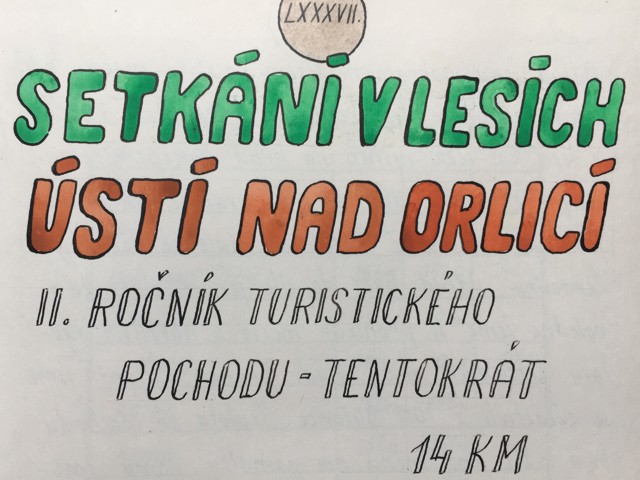 LXXXVII.
SETKÁNÍ V LESÍCH
ÚSTÍ NAD ORLICÍ
II. ROČNÍK TURISTICKÉHO
POCHODU - TENTOKRÁT
14 KM